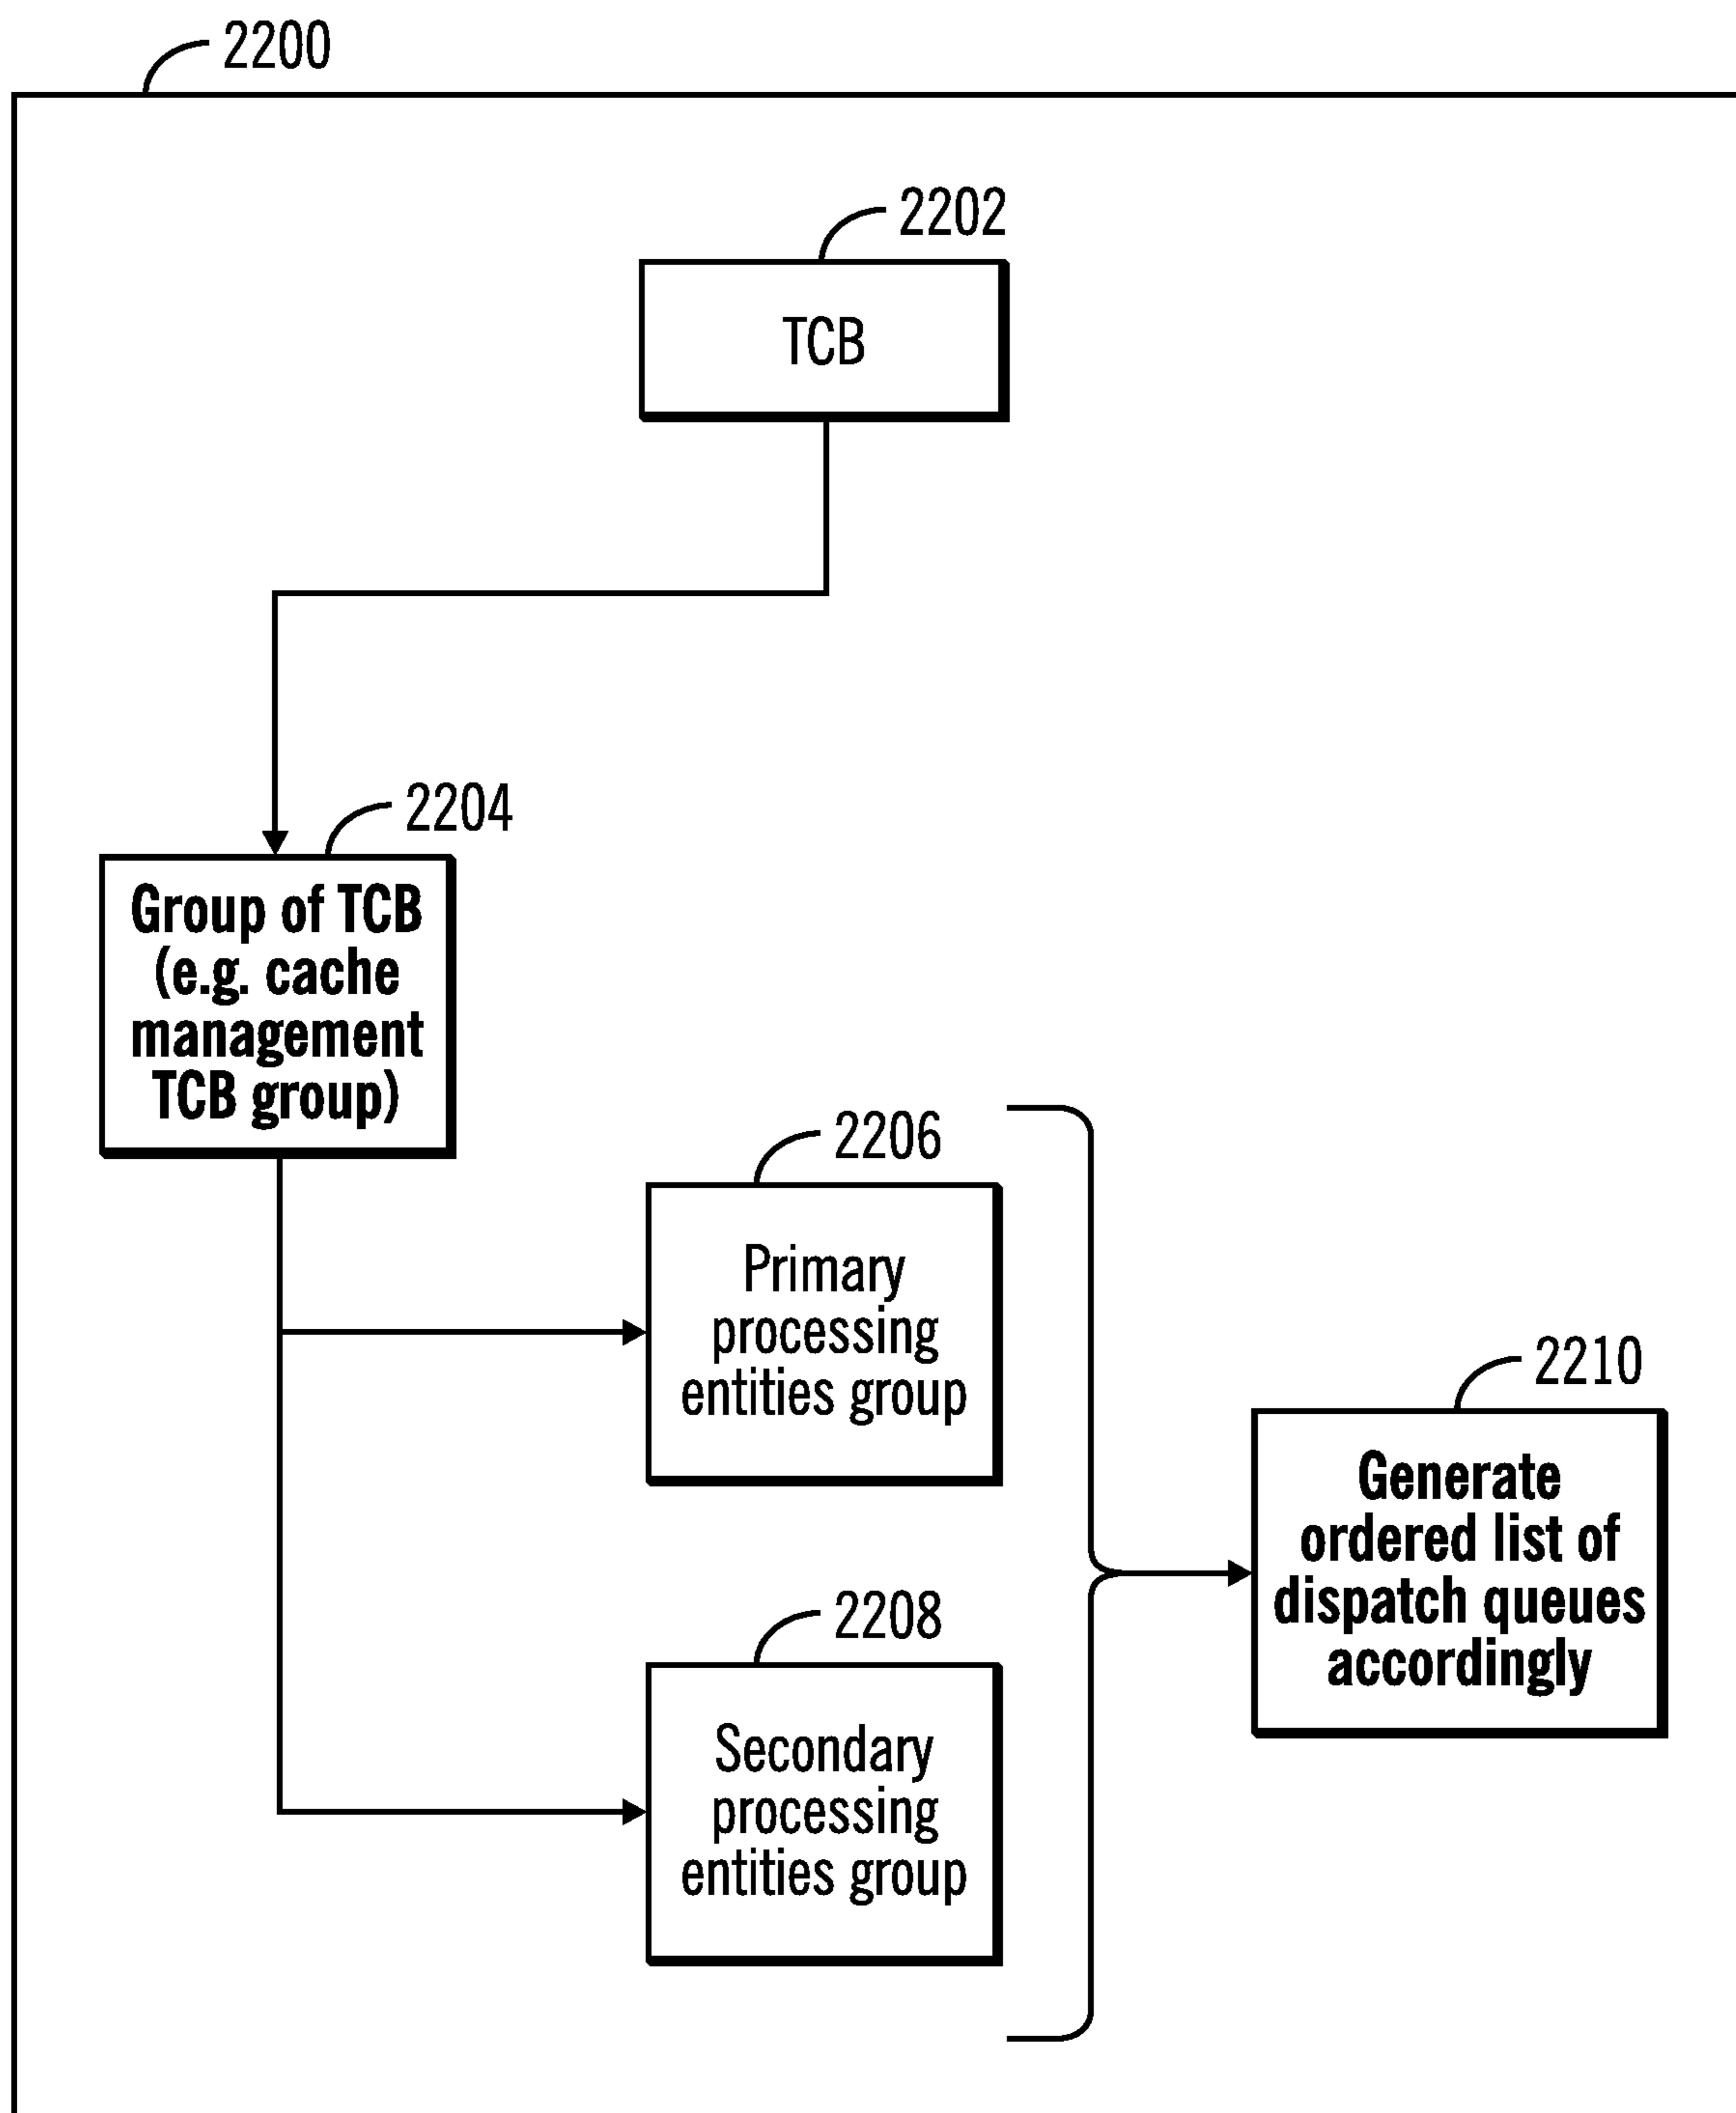 2200
2202
TCB
2204
Group of TCB
(e.g. cache
management
TCB group)
2206
Primary
processing
entities group
2210
Generate
ordered list of
dispatch queues
accordingly
2208
Secondary
processing
entities group